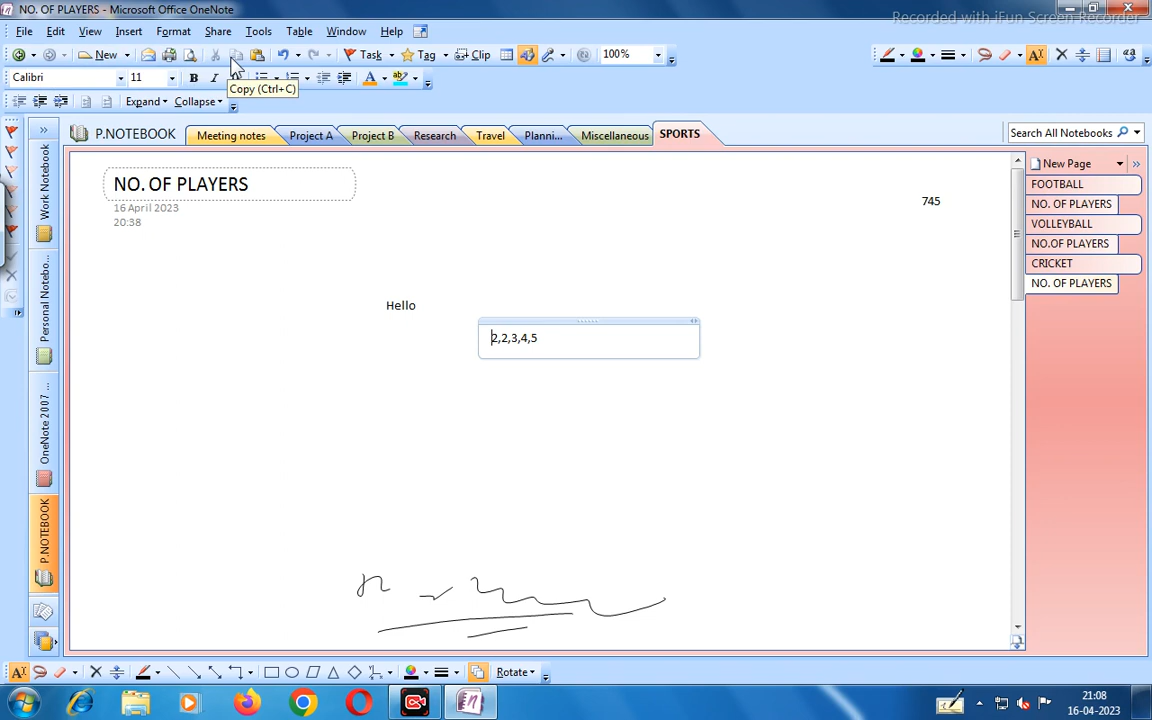 NO. OF PLAYERS - Microsoft Office OneNote
Recorded with iFun Screen Recorder
File Edit View Insert Format Share Tools Table Window Help
New Task Tag Clip 100%
Calibri 11 B I
Copy (Ctrl+C)
Expand Collapse
P.NOTEBOOK Meeting notes Project A Project B Research Travel Planni... Miscellaneous SPORTS
Search All Notebooks
Work Notebook
Personal Notebo...
OneNote 2007 ...
P.NOTEBOOK
NO. OF PLAYERS
16 April 2023
20:38
745
Hello
2,2,3,4,5
New Page
FOOTBALL
NO. OF PLAYERS
VOLLEYBALL
NO.OF PLAYERS
CRICKET
NO. OF PLAYERS
Rotate
21:08
16-04-2023